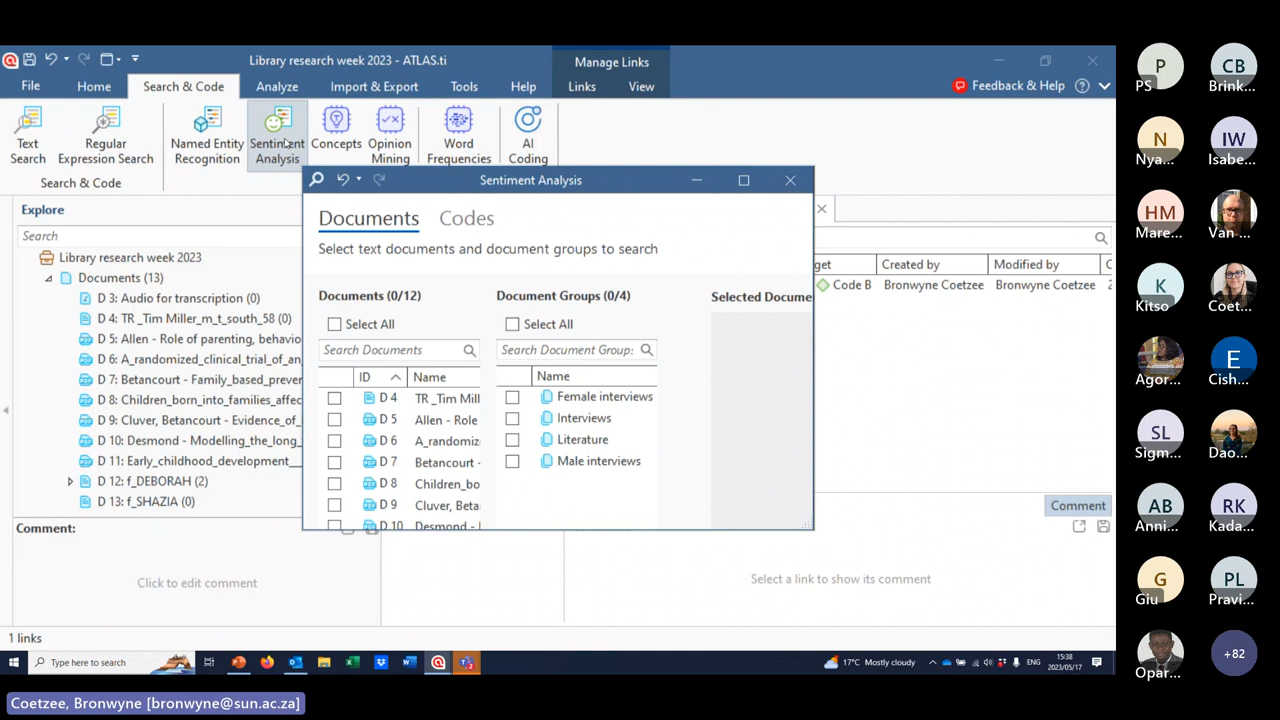 Library research week 2023 - ATLAS.ti
Manage Links
File
Home
Search & Code
Analyze
Import & Export
Tools
Help
Links
View
Feedback & Help
Text Search
Regular Expression Search
Named Entity Recognition
Sentiment Analysis
Concepts
Opinion Mining
Word Frequencies
AI Coding
Search & Code
Explore
Search
Library research week 2023
Documents (13)
D 3: Audio for transcription (0)
D 4: TR _Tim Miller_m_t_south_58 (0)
D 5: Allen - Role of parenting, behavio
D 6: A_randomized_clinical_trial_of_an
D 7: Betancourt - Family_based_prever
D 8: Children_born_into_families_affec
D 9: Cluver, Betancourt - Evidence_of_
D 10: Desmond - Modelling_the_long_
D 11: Early_childhood_development__
D 12: f_DEBORAH (2)
D 13: f_SHAZIA (0)
Comment:
Click to edit comment
1 links
Sentiment Analysis
Documents
Codes
Select text documents and document groups to search
Documents (0/12)
Select All
Search Documents
ID
Name
D 4 TR _Tim Mill
D 5 Allen - Role
D 6 A_randomiz
D 7 Betancourt -
D 8 Children_bo
D 9 Cluver, Beta
D 10 Desmond - I
Document Groups (0/4)
Select All
Search Document Group:
Name
Female interviews
Interviews
Literature
Male interviews
Selected Docume
get
Created by
Modified by
C
Code B
Bronwyne Coetzee
Bronwyne Coetzee
2
Comment
Select a link to show its comment
Type here to search
17°C Mostly cloudy
ENG
15:38
2023/05/17
Coetzee, Bronwyne [bronwyne@sun.ac.za]
P
PS
CB
Brink...
N
Nya...
IW
Isabe...
HM
Mare...
Van ...
K
Kitso
Coet...
Agor...
E
Cish...
SL
Sigm...
Dao...
AB
Anni...
RK
Kada...
G
Giu
PL
Pravi...
Opar...
+82